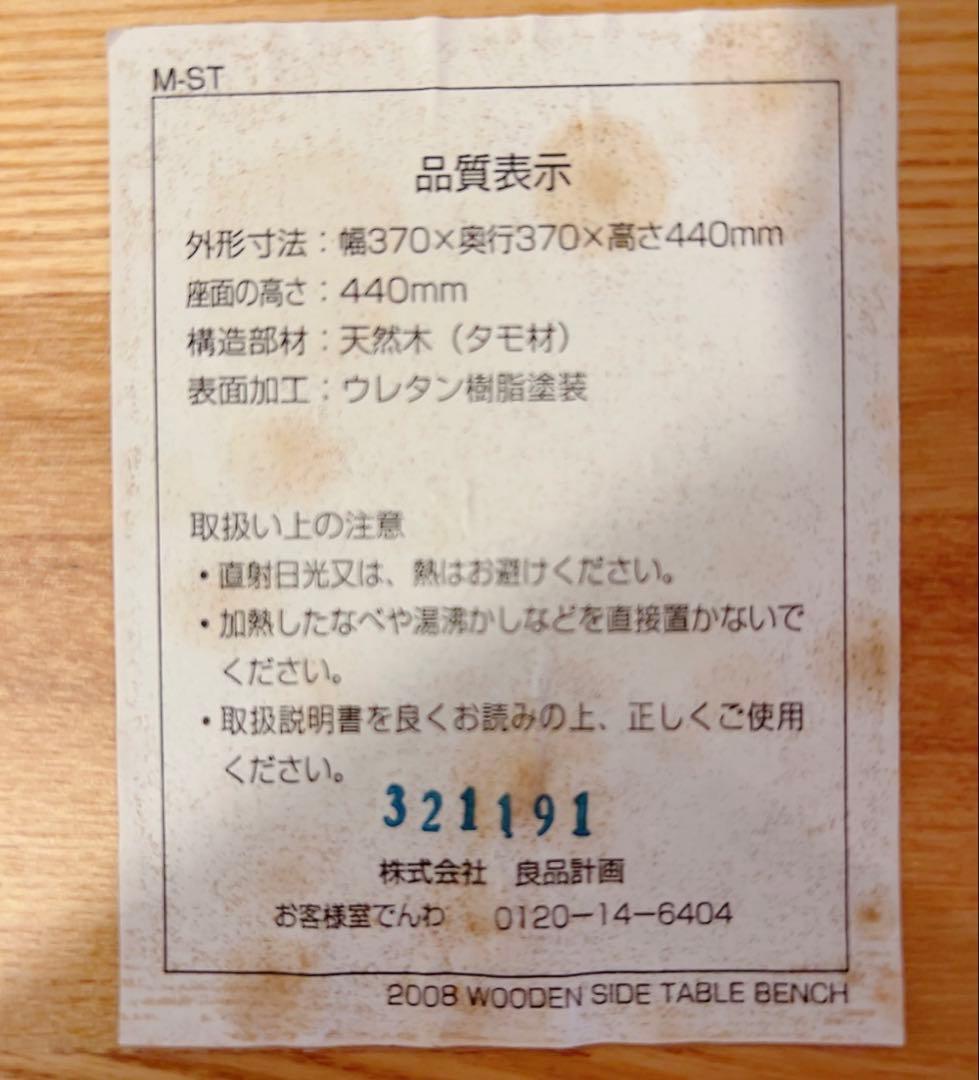 M-ST
品質表示
外形寸法：幅370×奥行370×高さ440mm
座面の高さ：440mm
構造部材：天然木（タモ材）
表面加工：ウレタン樹脂塗装
取扱い上の注意
・直射日光又は、熱はお避けください。
・加熱したなべや湯沸かしなどを直接置かないで
ください。
・取扱説明書を良くお読みの上、正しくご使用
ください。
321191
株式会社　良品計画
お客様室でんわ　0120−14−6404
2008 WOODEN SIDE TABLE BENCH